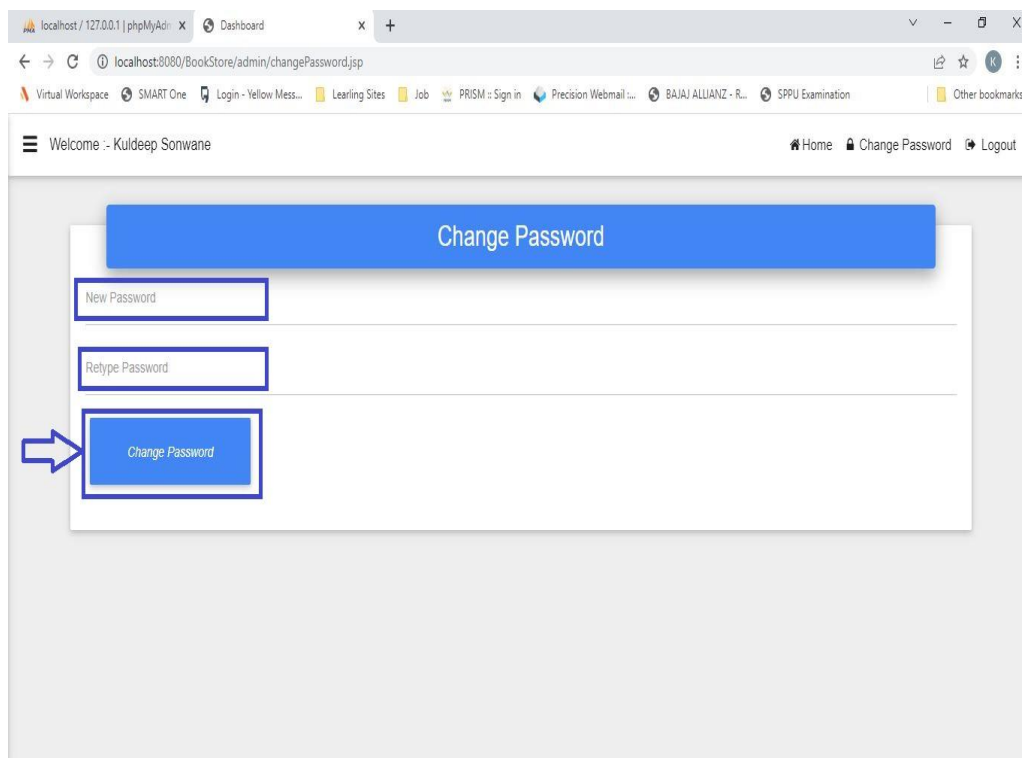 localhost / 127.0.0.1 | phpMyAdm Dashboard
localhost:8080/BookStore/admin/changePassword.jsp K
Virtual Workspace SMART One Login - Yellow Mess... Learling Sites Job PRISM :: Sign in Precision Webmail :... BAJAJ ALLIANZ - R... SPPU Examination Other bookmarks
Welcome :- Kuldeep Sonwane Home Change Password Logout
Change Password
New Password
Retype Password
Change Password